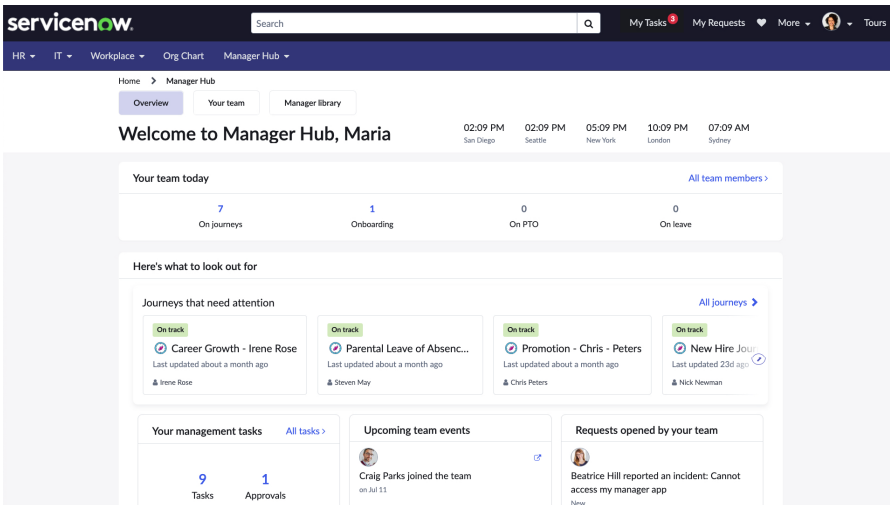 servicenow.
Search
My Tasks 3 My Requests More Tours
HR IT Workplace Org Chart Manager Hub
Home > Manager Hub
Overview Your team Manager library
Welcome to Manager Hub, Maria
02:09 PM 02:09 PM 05:09 PM 10:09 PM 07:09 AM
San Diego Seattle New York London Sydney
Your team today All team members >
7 1 0 0
On journeys Onboarding On PTO On leave
Here's what to look out for
Journeys that need attention All journeys >
On track On track On track On track
Career Growth - Irene Rose Parental Leave of Absenc... Promotion - Chris - Peters New Hire Jour
Last updated about a month ago Last updated about a month ago Last updated about a month ago Last updated 23d ago
Irene Rose Steven May Chris Peters Nick Newman
Your management tasks All tasks > Upcoming team events Requests opened by your team
9 1
Tasks Approvals
Craig Parks joined the team
on Jul 11
Beatrice Hill reported an incident: Cannot
access my manager app
New